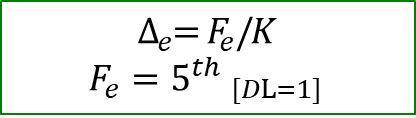 Δₑ= Fₑ/K
Fₑ = 5ᵗʰ [DL=1]